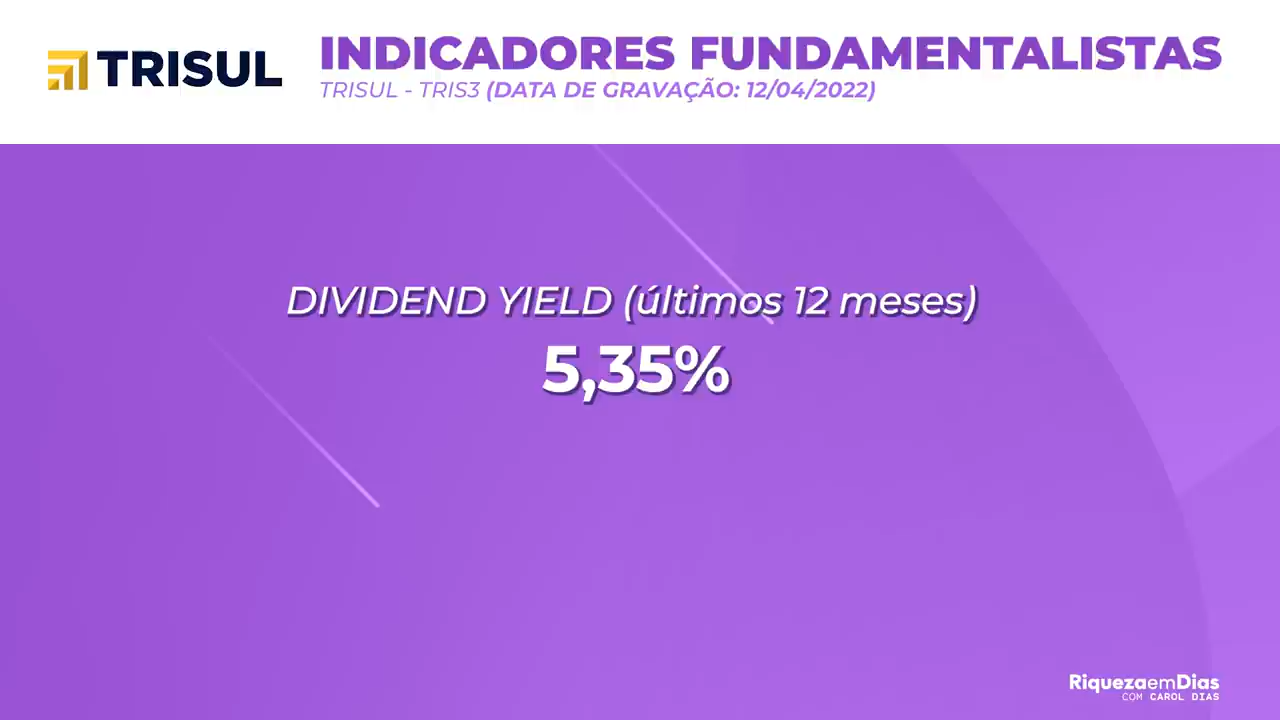 TRISUL
INDICADORES FUNDAMENTALISTAS
TRISUL - TRIS3 (DATA DE GRAVAÇÃO: 12/04/2022)
DIVIDEND YIELD (últimos 12 meses)
5,35%
RiquezaemDias
COM CAROL DIAS